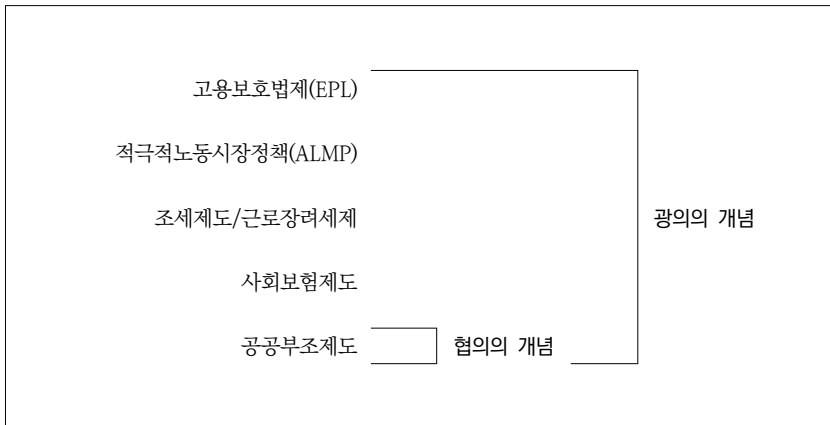 고용보호법제(EPL)
적극적노동시장정책(ALMP)
조세제도/근로장려세제
광의의 개념
사회보험제도
공공부조제도
협의의 개념